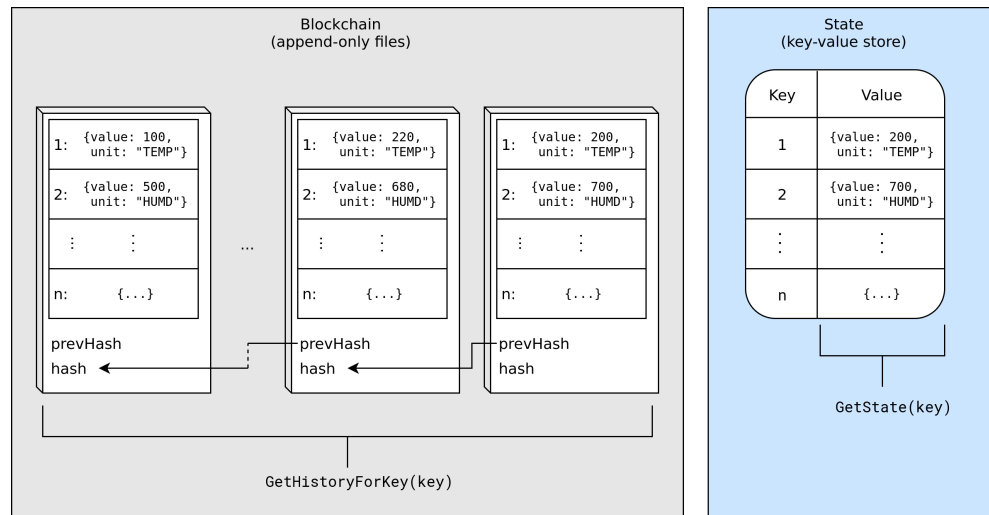 Blockchain
(append-only files)
1: {value: 100,
unit: "TEMP"}
2: {value: 500,
unit: "HUMD"}
⋮ ⋮
n: {...}
prevHash
hash
...
1: {value: 220,
unit: "TEMP"}
2: {value: 680,
unit: "HUMD"}
⋮ ⋮
n: {...}
prevHash
hash
1: {value: 200,
unit: "TEMP"}
2: {value: 700,
unit: "HUMD"}
⋮ ⋮
n: {...}
prevHash
hash
GetHistoryForKey(key)
State
(key-value store)
Key Value
1 {value: 200,
unit: "TEMP"}
2 {value: 700,
unit: "HUMD"}
⋮ ⋮
n {...}
GetState(key)